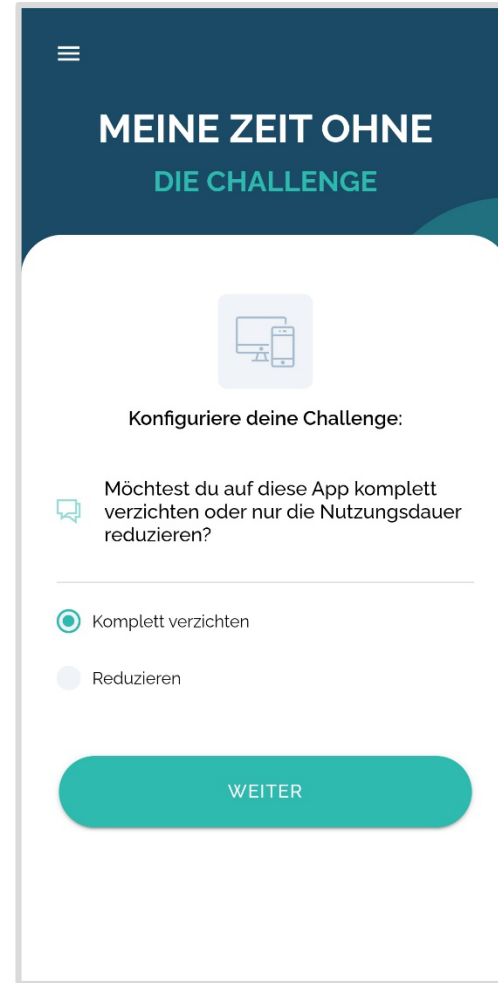 MEINE ZEIT OHNE
DIE CHALLENGE
Konfiguriere deine Challenge:
Möchtest du auf diese App komplett
verzichten oder nur die Nutzungsdauer
reduzieren?
Komplett verzichten
Reduzieren
WEITER